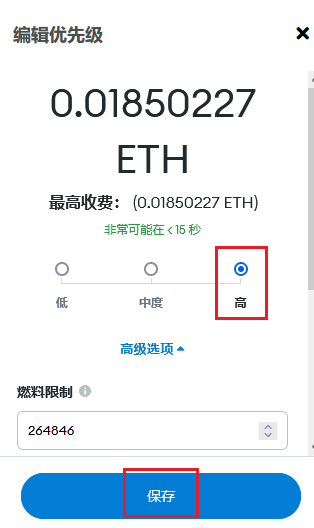 编辑优先级
0.01850227
ETH
最高收费： (0.01850227 ETH)
非常可能在 < 15 秒
低 中度 高
高级选项
燃料限制
264846
保存